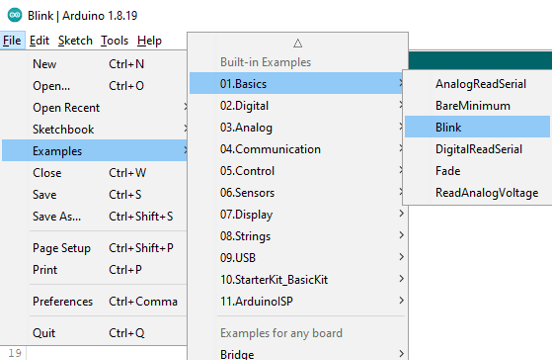 Blink | Arduino 1.8.19
File Edit Sketch Tools Help
New Ctrl+N
Open... Ctrl+O
Open Recent
Sketchbook
Examples
Close Ctrl+W
Save Ctrl+S
Save As... Ctrl+Shift+S
Page Setup Ctrl+Shift+P
Print Ctrl+P
Preferences Ctrl+Comma
Quit Ctrl+Q
19
Built-in Examples
01.Basics
02.Digital
03.Analog
04.Communication
05.Control
06.Sensors
07.Display
08.Strings
09.USB
10.StarterKit_BasicKit
11.ArduinoISP
Examples for any board
Bridge
AnalogReadSerial
BareMinimum
Blink
DigitalReadSerial
Fade
ReadAnalogVoltage